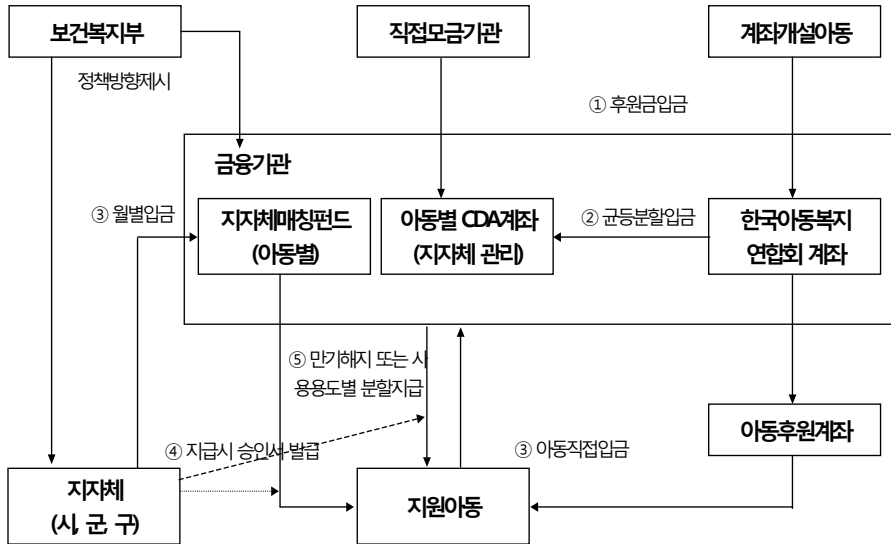 보건복지부
직접모금기관
계좌개설아동
정책방향제시
① 후원금입금
금융기관
③ 월별입금
지자체매칭펀드
(아동별)
아동별 CDA계좌
(지자체 관리)
② 균등분할입금
한국아동복지
연합회 계좌
⑤ 만기해지 또는 사
용용도별 분할지급
아동후원계좌
④ 지급시 승인서 발급
③ 아동직접입금
지자체
(시, 군, 구)
지원아동